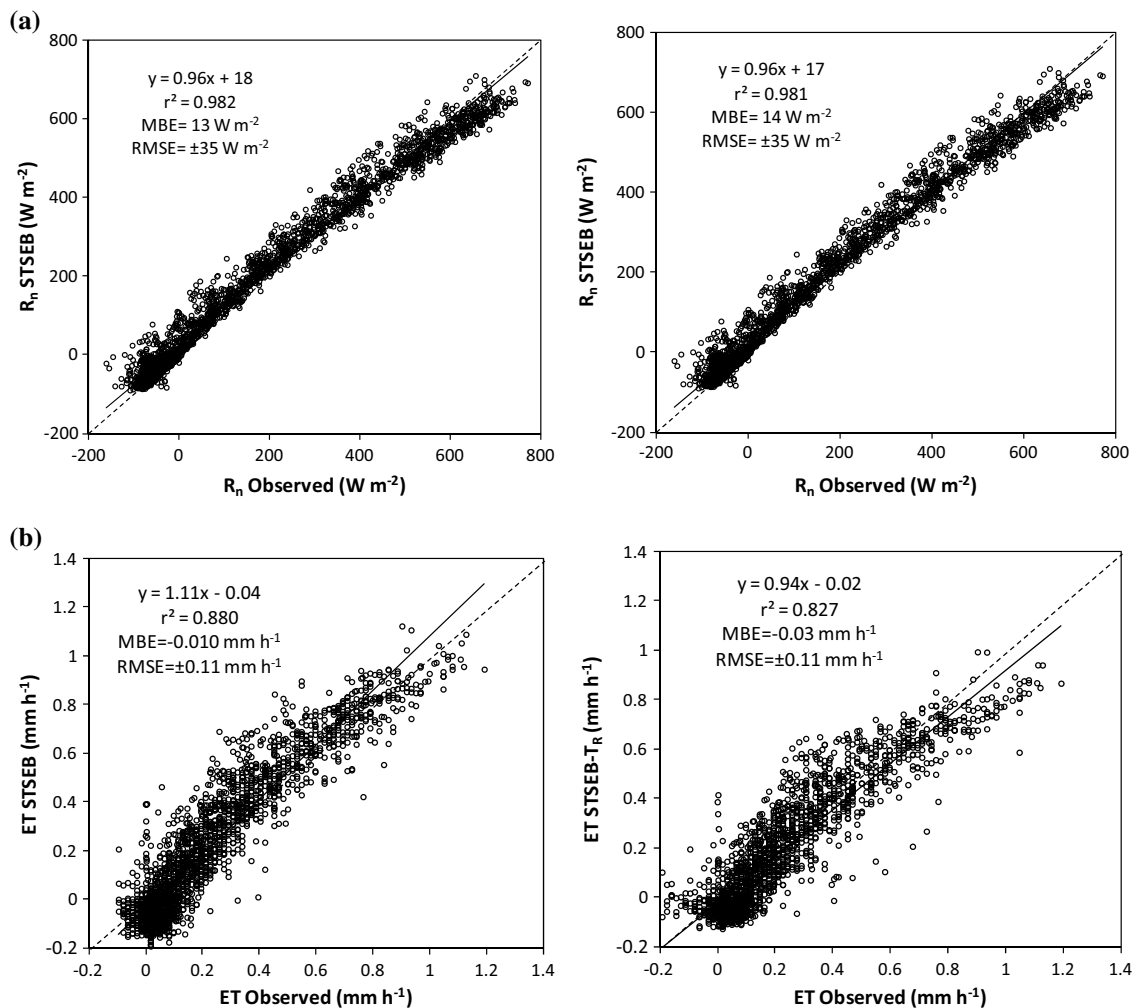 (a)
800
600
400
200
0
-200
-200 0 200 400 600 800
y = 0.96x + 18
r² = 0.982
MBE= 13 W m⁻²
RMSE= ±35 W m⁻²
Rₙ STSEB (W m⁻²)
Rₙ Observed (W m⁻²)
800
600
400
200
0
-200
-200 0 200 400 600 800
y = 0.96x + 17
r² = 0.981
MBE= 14 W m⁻²
RMSE= ±35 W m⁻²
Rₙ STSEB (W m⁻²)
Rₙ Observed (W m⁻²)
(b)
1.4
1.2
1
0.8
0.6
0.4
0.2
0
-0.2
-0.2 0 0.2 0.4 0.6 0.8 1 1.2 1.4
y = 1.11x - 0.04
r² = 0.880
MBE=-0.010 mm h⁻¹
RMSE=±0.11 mm h⁻¹
ET STSEB (mm h⁻¹)
ET Observed (mm h⁻¹)
1.4
1.2
1
0.8
0.6
0.4
0.2
0
-0.2
-0.2 0 0.2 0.4 0.6 0.8 1 1.2 1.4
y = 0.94x - 0.02
r² = 0.827
MBE=-0.03 mm h⁻¹
RMSE=±0.11 mm h⁻¹
ET STSEB-T_R (mm h⁻¹)
ET Observed (mm h⁻¹)